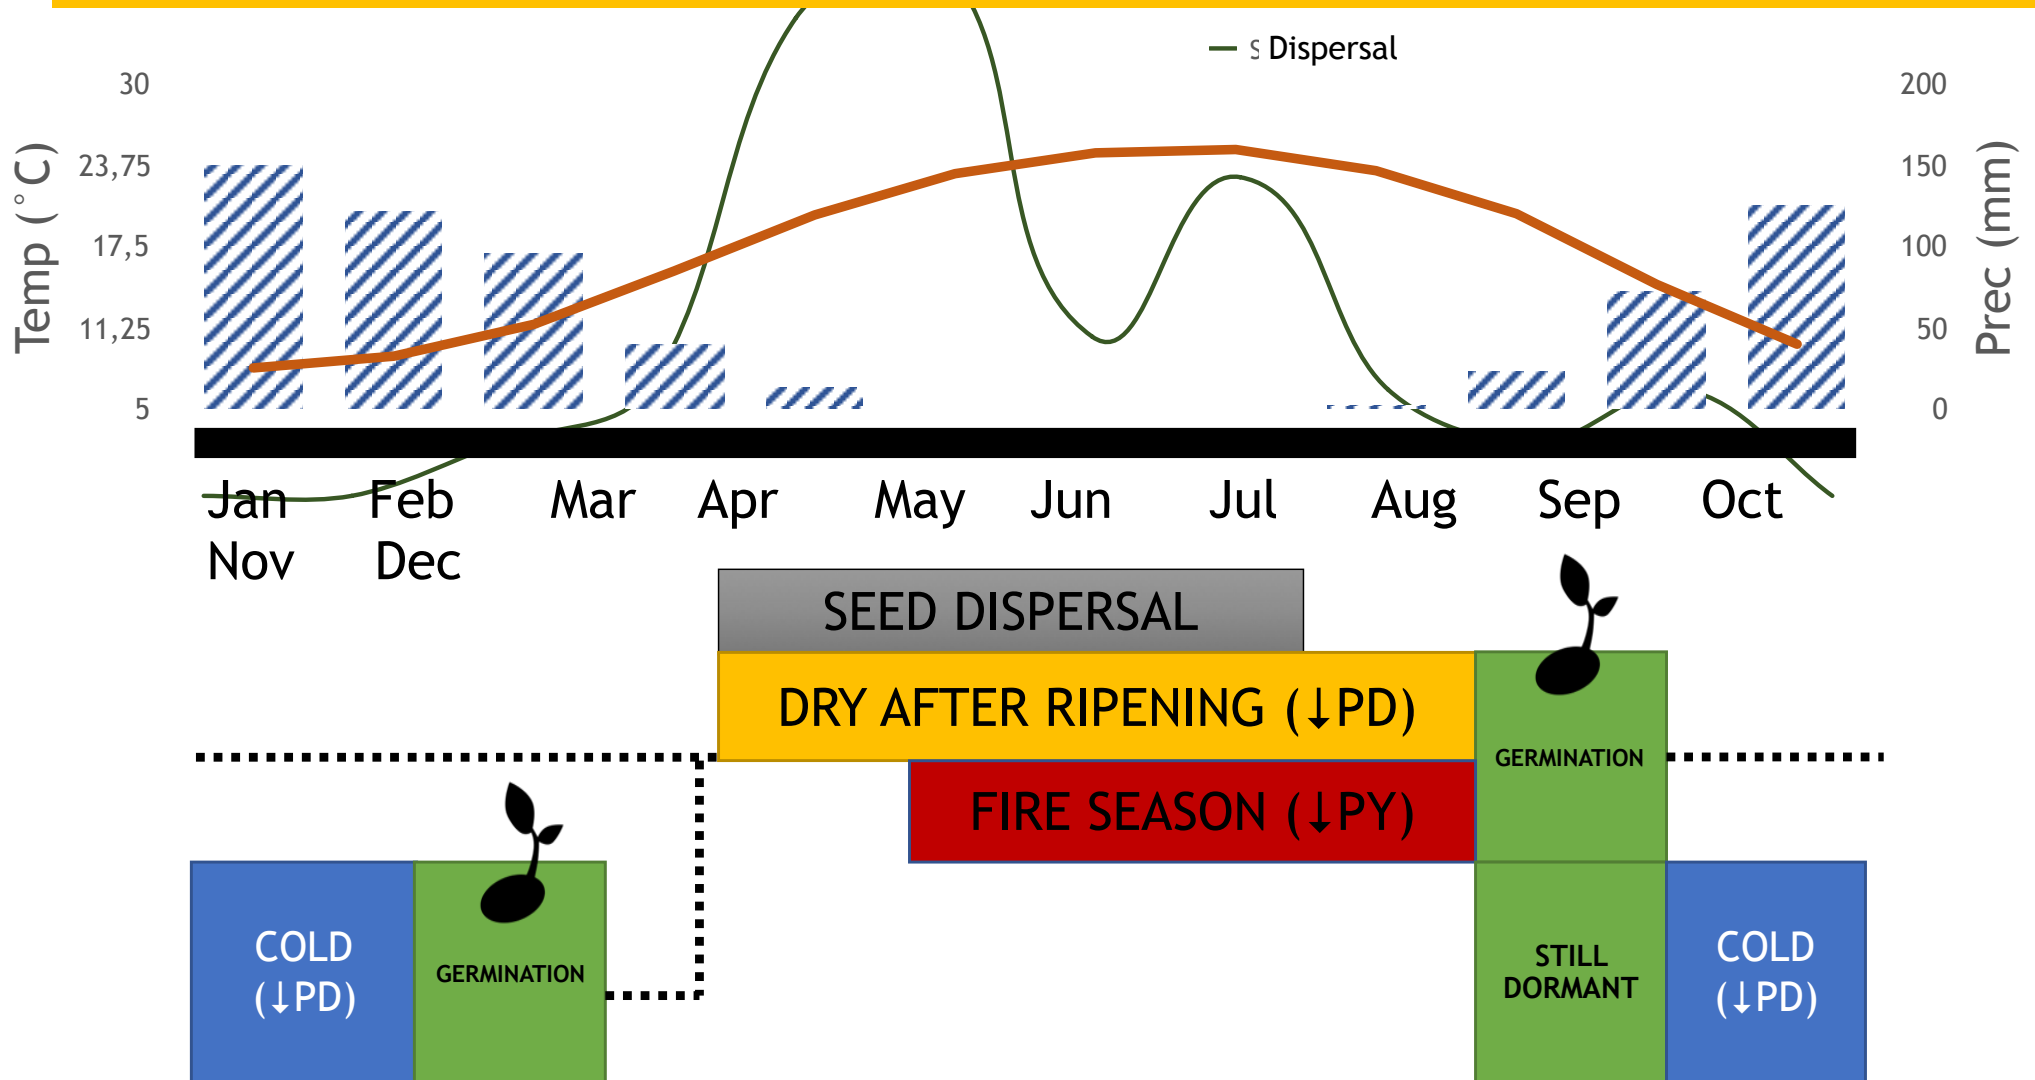 Dispersal
30
23,75
17,5
11,25
5
Temp (°C)
200
150
100
50
0
Prec (mm)
Jan Feb Mar Apr May Jun Jul Aug Sep Oct
Nov Dec
SEED DISPERSAL
DRY AFTER RIPENING (↓PD)
GERMINATION
FIRE SEASON (↓PY)
COLD
(↓PD)
GERMINATION
STILL
DORMANT
COLD
(↓PD)